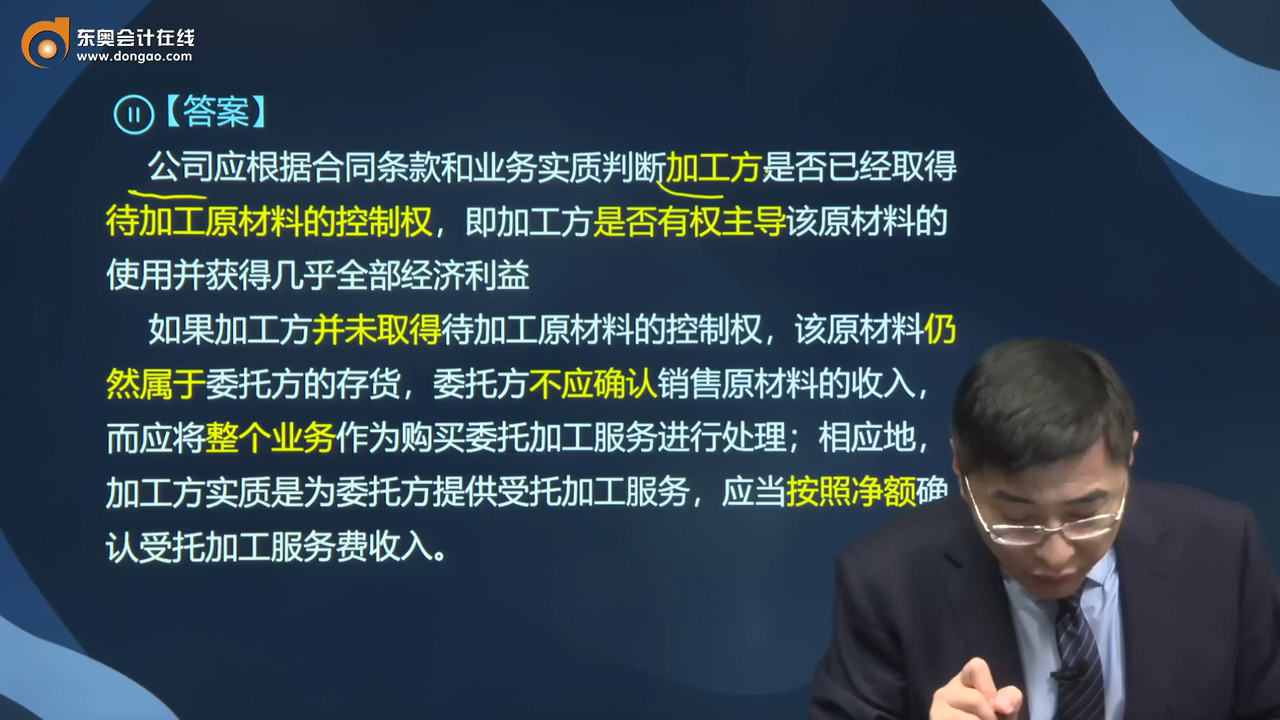 东奥会计在线
www.dongao.com
【答案】
公司应根据合同条款和业务实质判断加工方是否已经取得
待加工原材料的控制权，即加工方是否有权主导该原材料的
使用并获得几乎全部经济利益
如果加工方并未取得待加工原材料的控制权，该原材料仍
然属于委托方的存货，委托方不应确认销售原材料的收入，
而应将整个业务作为购买委托加工服务进行处理；相应地，
加工方实质是为委托方提供受托加工服务，应当按照净额确
认受托加工服务费收入。